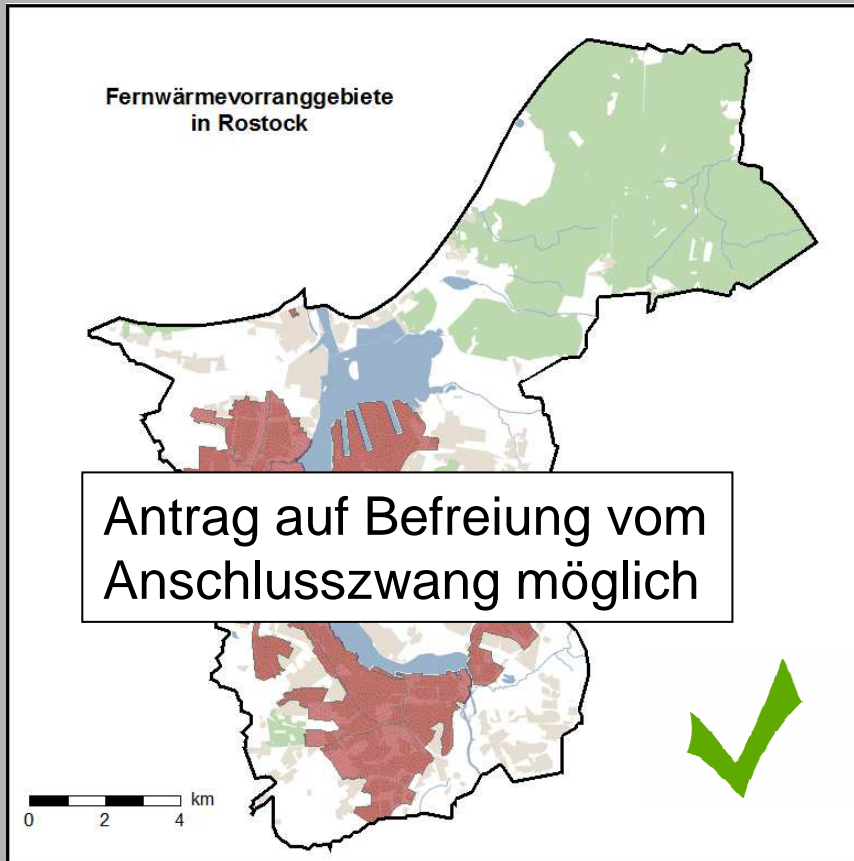 Fernwärmevorranggebiete
in Rostock
Antrag auf Befreiung vom
Anschlusszwang möglich
km
0 2 4